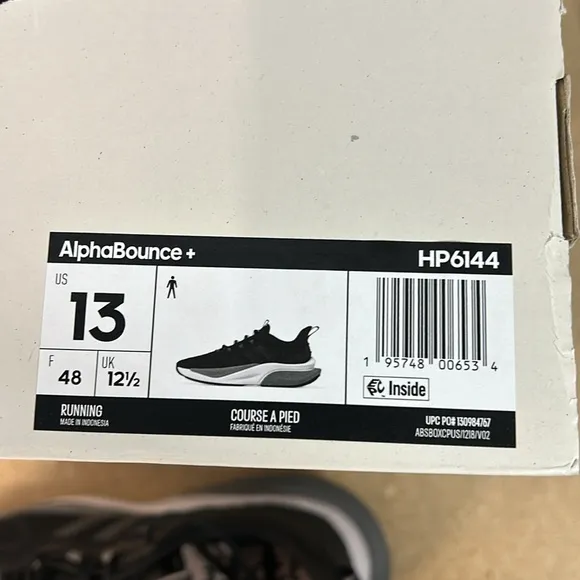 AlphaBounce +
HP6144
US
13
F
48
UK
12½
1 95748 00653 4
Inside
RUNNING
MADE IN INDONESIA
COURSE A PIED
FABRIQUÉ EN INDONÉSIE
UPC PO# 130984767
ABSBOXCPUS/1218/V02